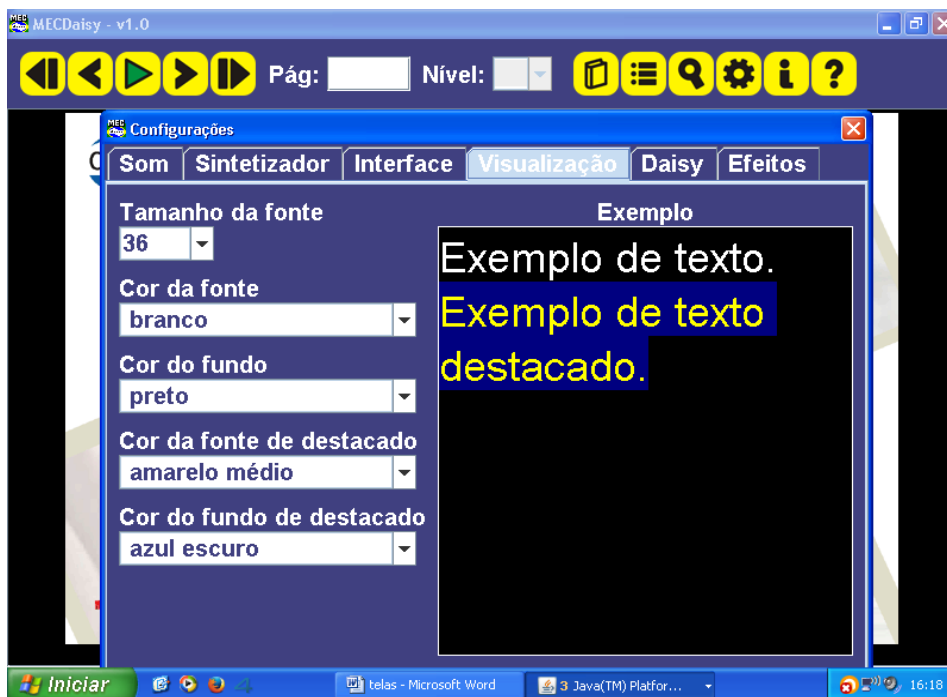 MECDaisy - v1.0
Pág:
Nível:
Configurações
Som
Sintetizador
Interface
Visualização
Daisy
Efeitos
Tamanho da fonte
36
Cor da fonte
branco
Cor do fundo
preto
Cor da fonte de destacado
amarelo médio
Cor do fundo de destacado
azul escuro
Exemplo
Exemplo de texto.
Exemplo de texto
destacado.
Iniciar
telas - Microsoft Word
3 Java(TM) Platfor...
16:18